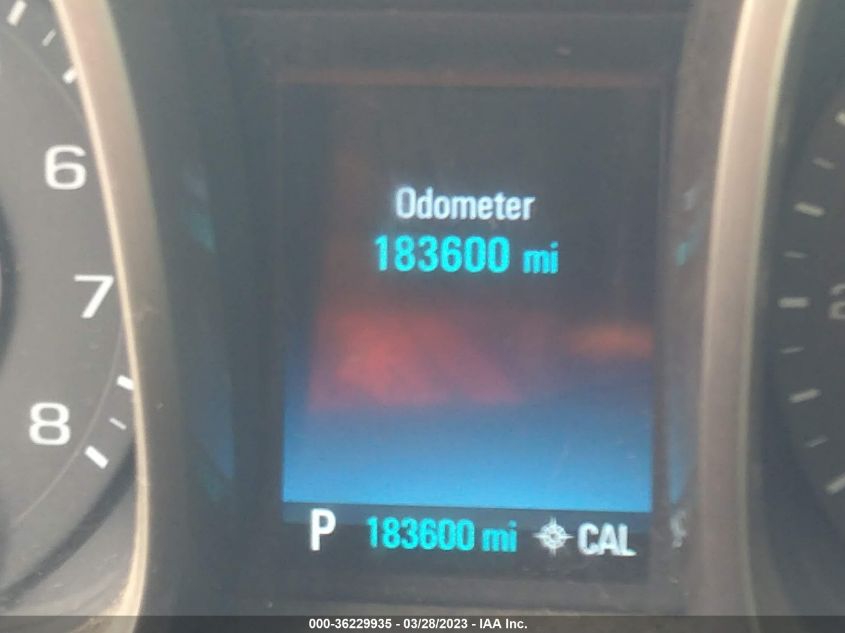 6
7
8
Odometer
183600 mi
P 183600 mi CAL
000-36229935 - 03/28/2023 - IAA Inc.